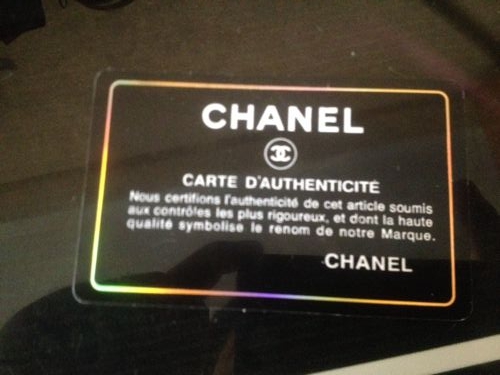 CHANEL
CARTE D'AUTHENTICITÉ
Nous certifions l'authenticité de cet article soumis
aux contrôles les plus rigoureux, et dont la haute
qualité symbolise le renom de notre Marque.
CHANEL